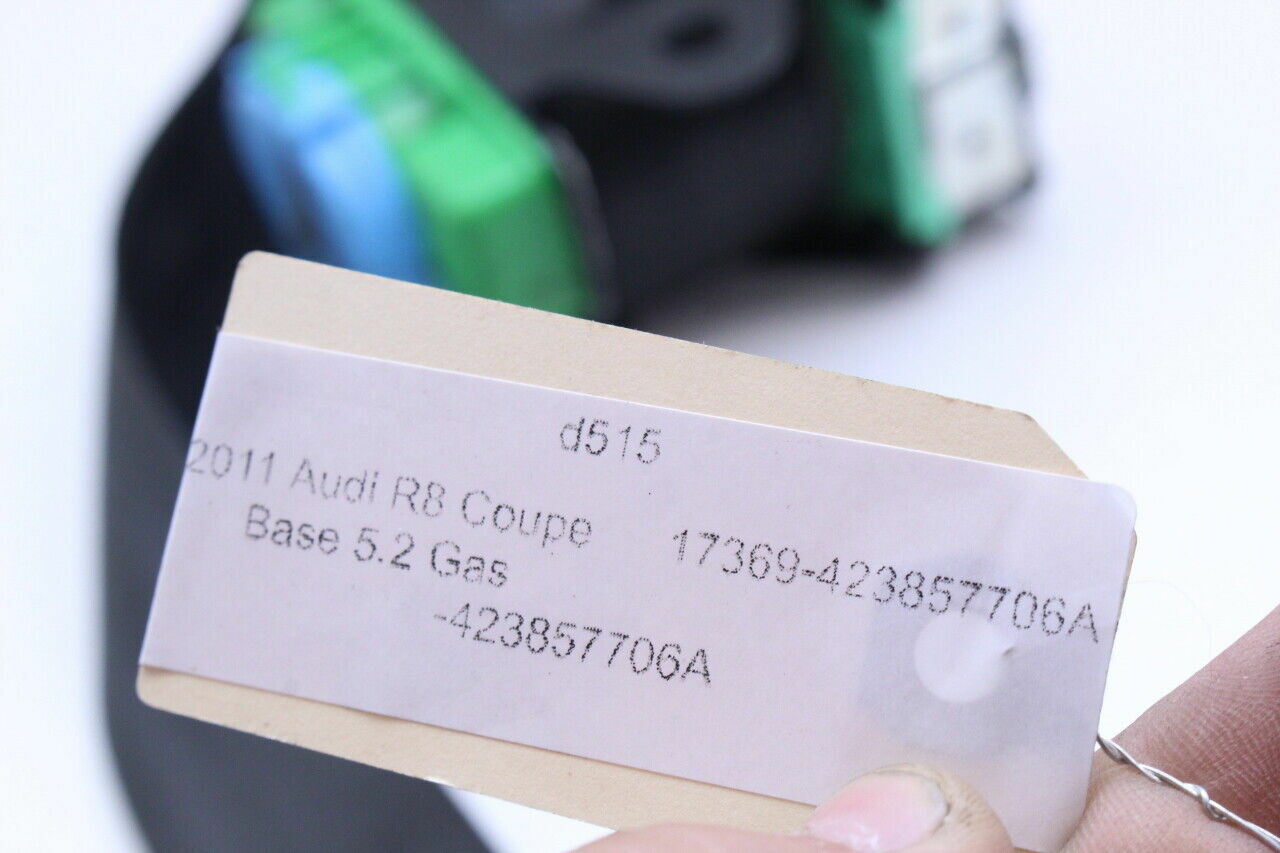 d515
2011 Audi R8 Coupe
Base 5.2 Gas
17369-423857706A
-423857706A